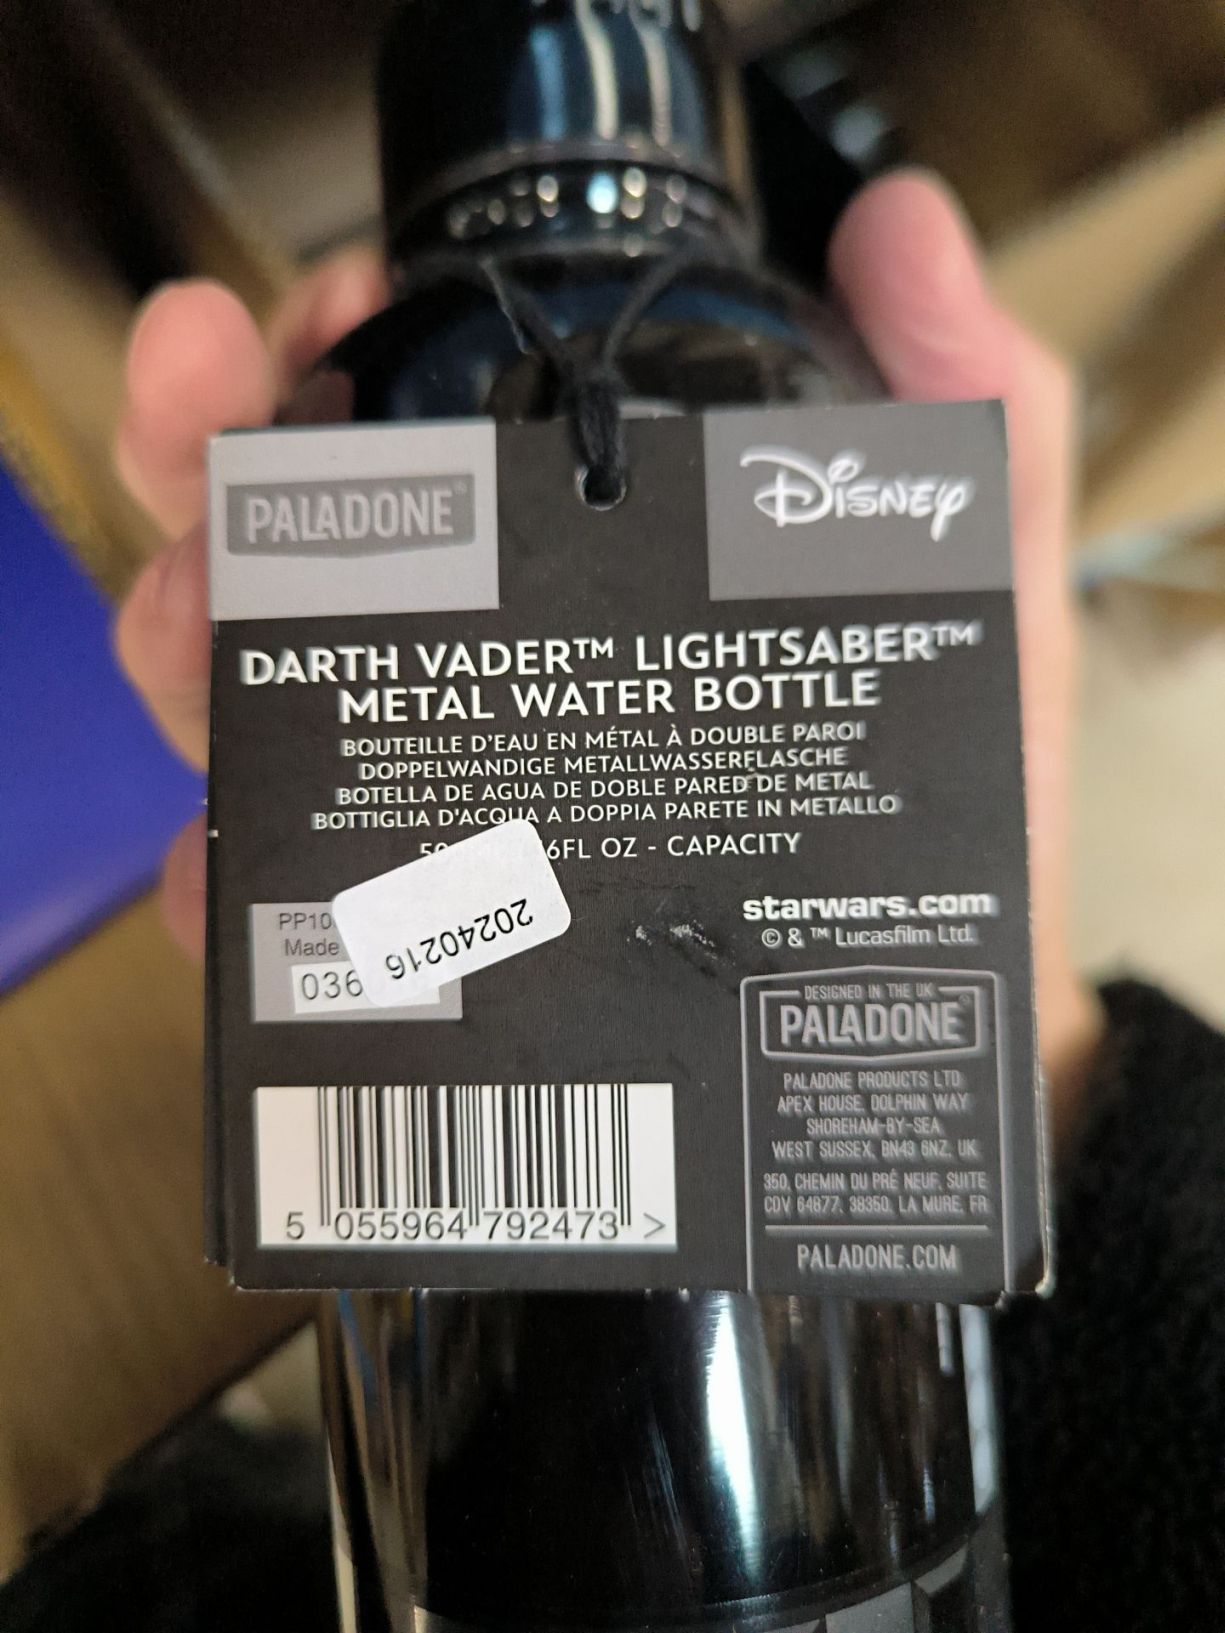 PALADONE®
Disney
DARTH VADER™ LIGHTSABER™
METAL WATER BOTTLE
BOUTEILLE D'EAU EN MÉTAL À DOUBLE PAROI
DOPPELWANDIGE METALLWASSERFLASCHE
BOTELLA DE AGUA DE DOBLE PARED DE METAL
BOTTIGLIA D'ACQUA A DOPPIA PARETE IN METALLO
6FL OZ - CAPACITY
20240216
PP10
Made
036
starwars.com
© & ™ Lucasfilm Ltd.
DESIGNED IN THE UK
PALADONE®
PALADONE PRODUCTS LTD
APEX HOUSE, DOLPHIN WAY
SHOREHAM-BY-SEA
WEST SUSSEX, BN43 6NZ, UK
350, CHEMIN DU PRÉ NEUF, SUITE
CDV 64877, 38350, LA MURE, FR
PALADONE.COM
5 055964 792473 >